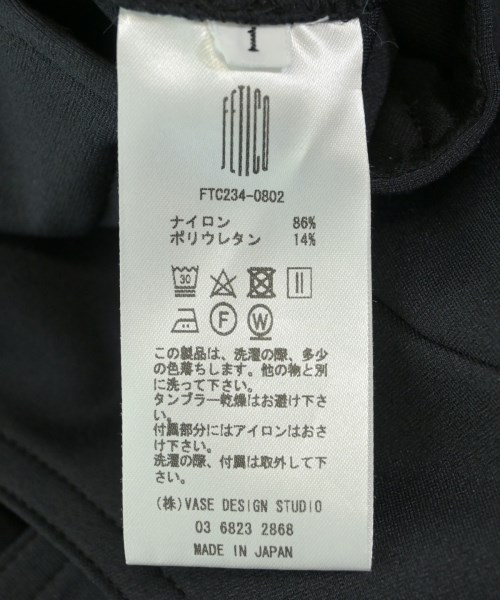 1
FETICO
FTC234-0802
ナイロン 86%
ポリウレタン 14%
30
F W
この製品は、洗濯の際、多少
の色落ちします。他の物と別
に洗って下さい。
タンブラー乾燥はお避け下さ
い。
付属部分にはアイロンはおさ
け下さい。
洗濯の際、付属は取外して下
さい。
(株)VASE DESIGN STUDIO
03 6823 2868
MADE IN JAPAN